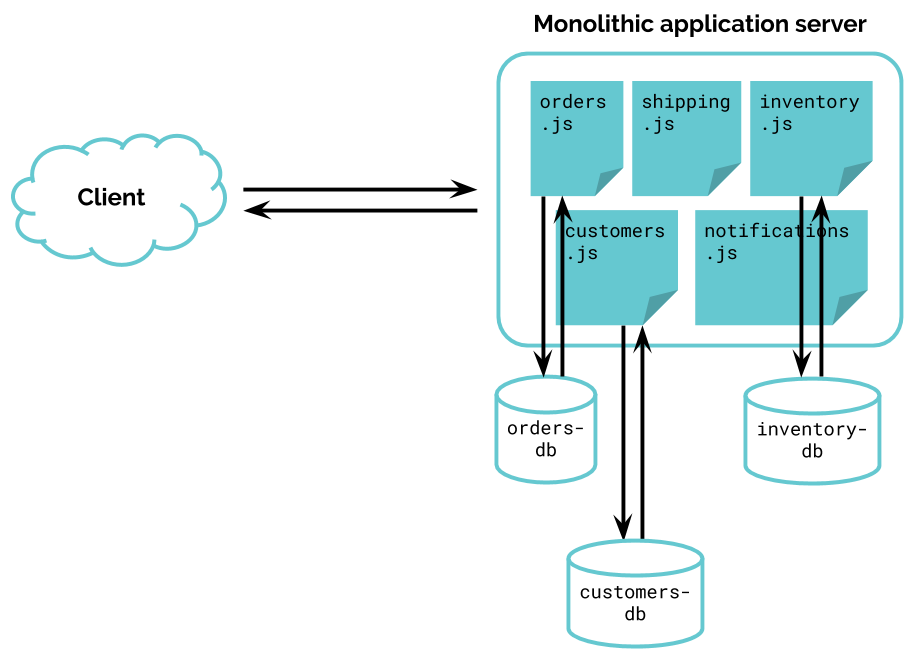 Monolithic application server
orders
.js
shipping
.js
inventory
.js
Client
customers
.js
notifications
.js
orders-
db
inventory-
db
customers-
db